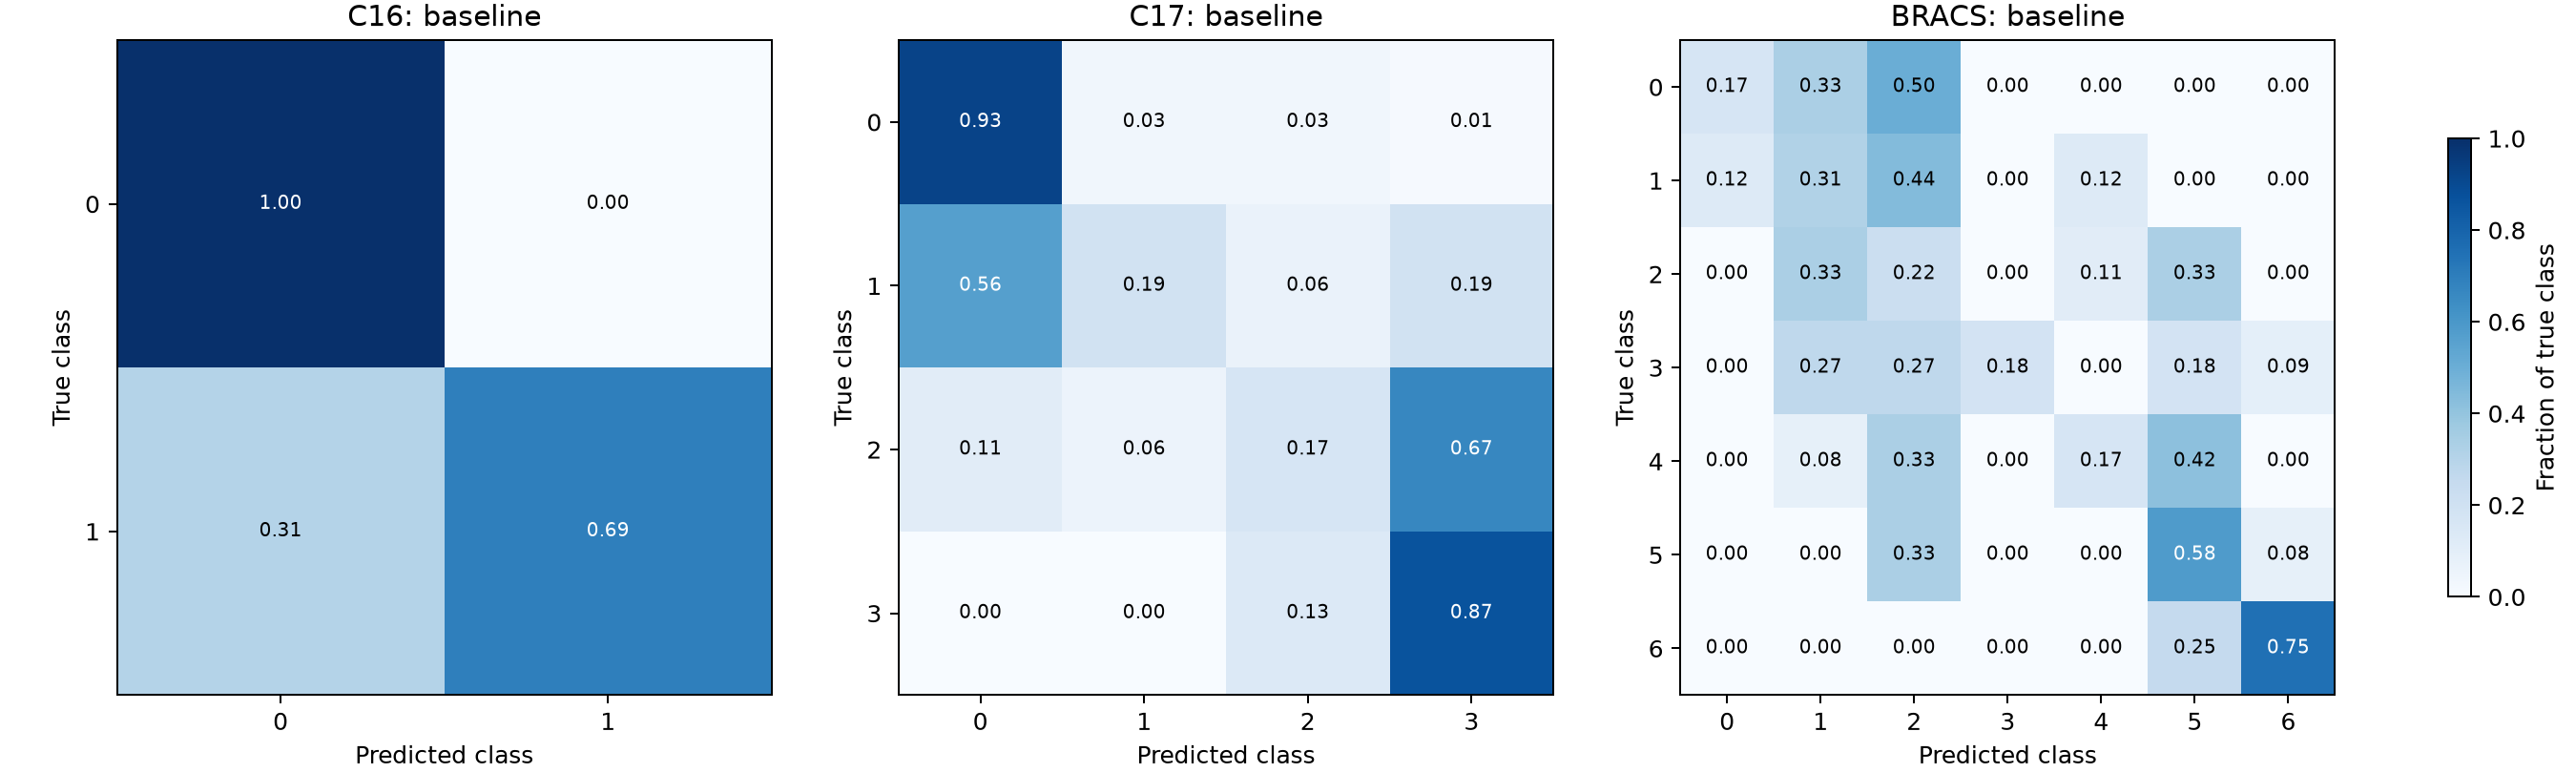 C16: baseline
True class
0
1.00 0.00
1
0.31 0.69
0 1
Predicted class
C17: baseline
True class
0
0.93 0.03 0.03 0.01
1
0.56 0.19 0.06 0.19
2
0.11 0.06 0.17 0.67
3
0.00 0.00 0.13 0.87
0 1 2 3
Predicted class
BRACS: baseline
True class
0
0.17 0.33 0.50 0.00 0.00 0.00 0.00
1
0.12 0.31 0.44 0.00 0.12 0.00 0.00
2
0.00 0.33 0.22 0.00 0.11 0.33 0.00
3
0.00 0.27 0.27 0.18 0.00 0.18 0.09
4
0.00 0.08 0.33 0.00 0.17 0.42 0.00
5
0.00 0.00 0.33 0.00 0.00 0.58 0.08
6
0.00 0.00 0.00 0.00 0.00 0.25 0.75
0 1 2 3 4 5 6
Predicted class
1.0
0.8
0.6
0.4
0.2
0.0
Fraction of true class